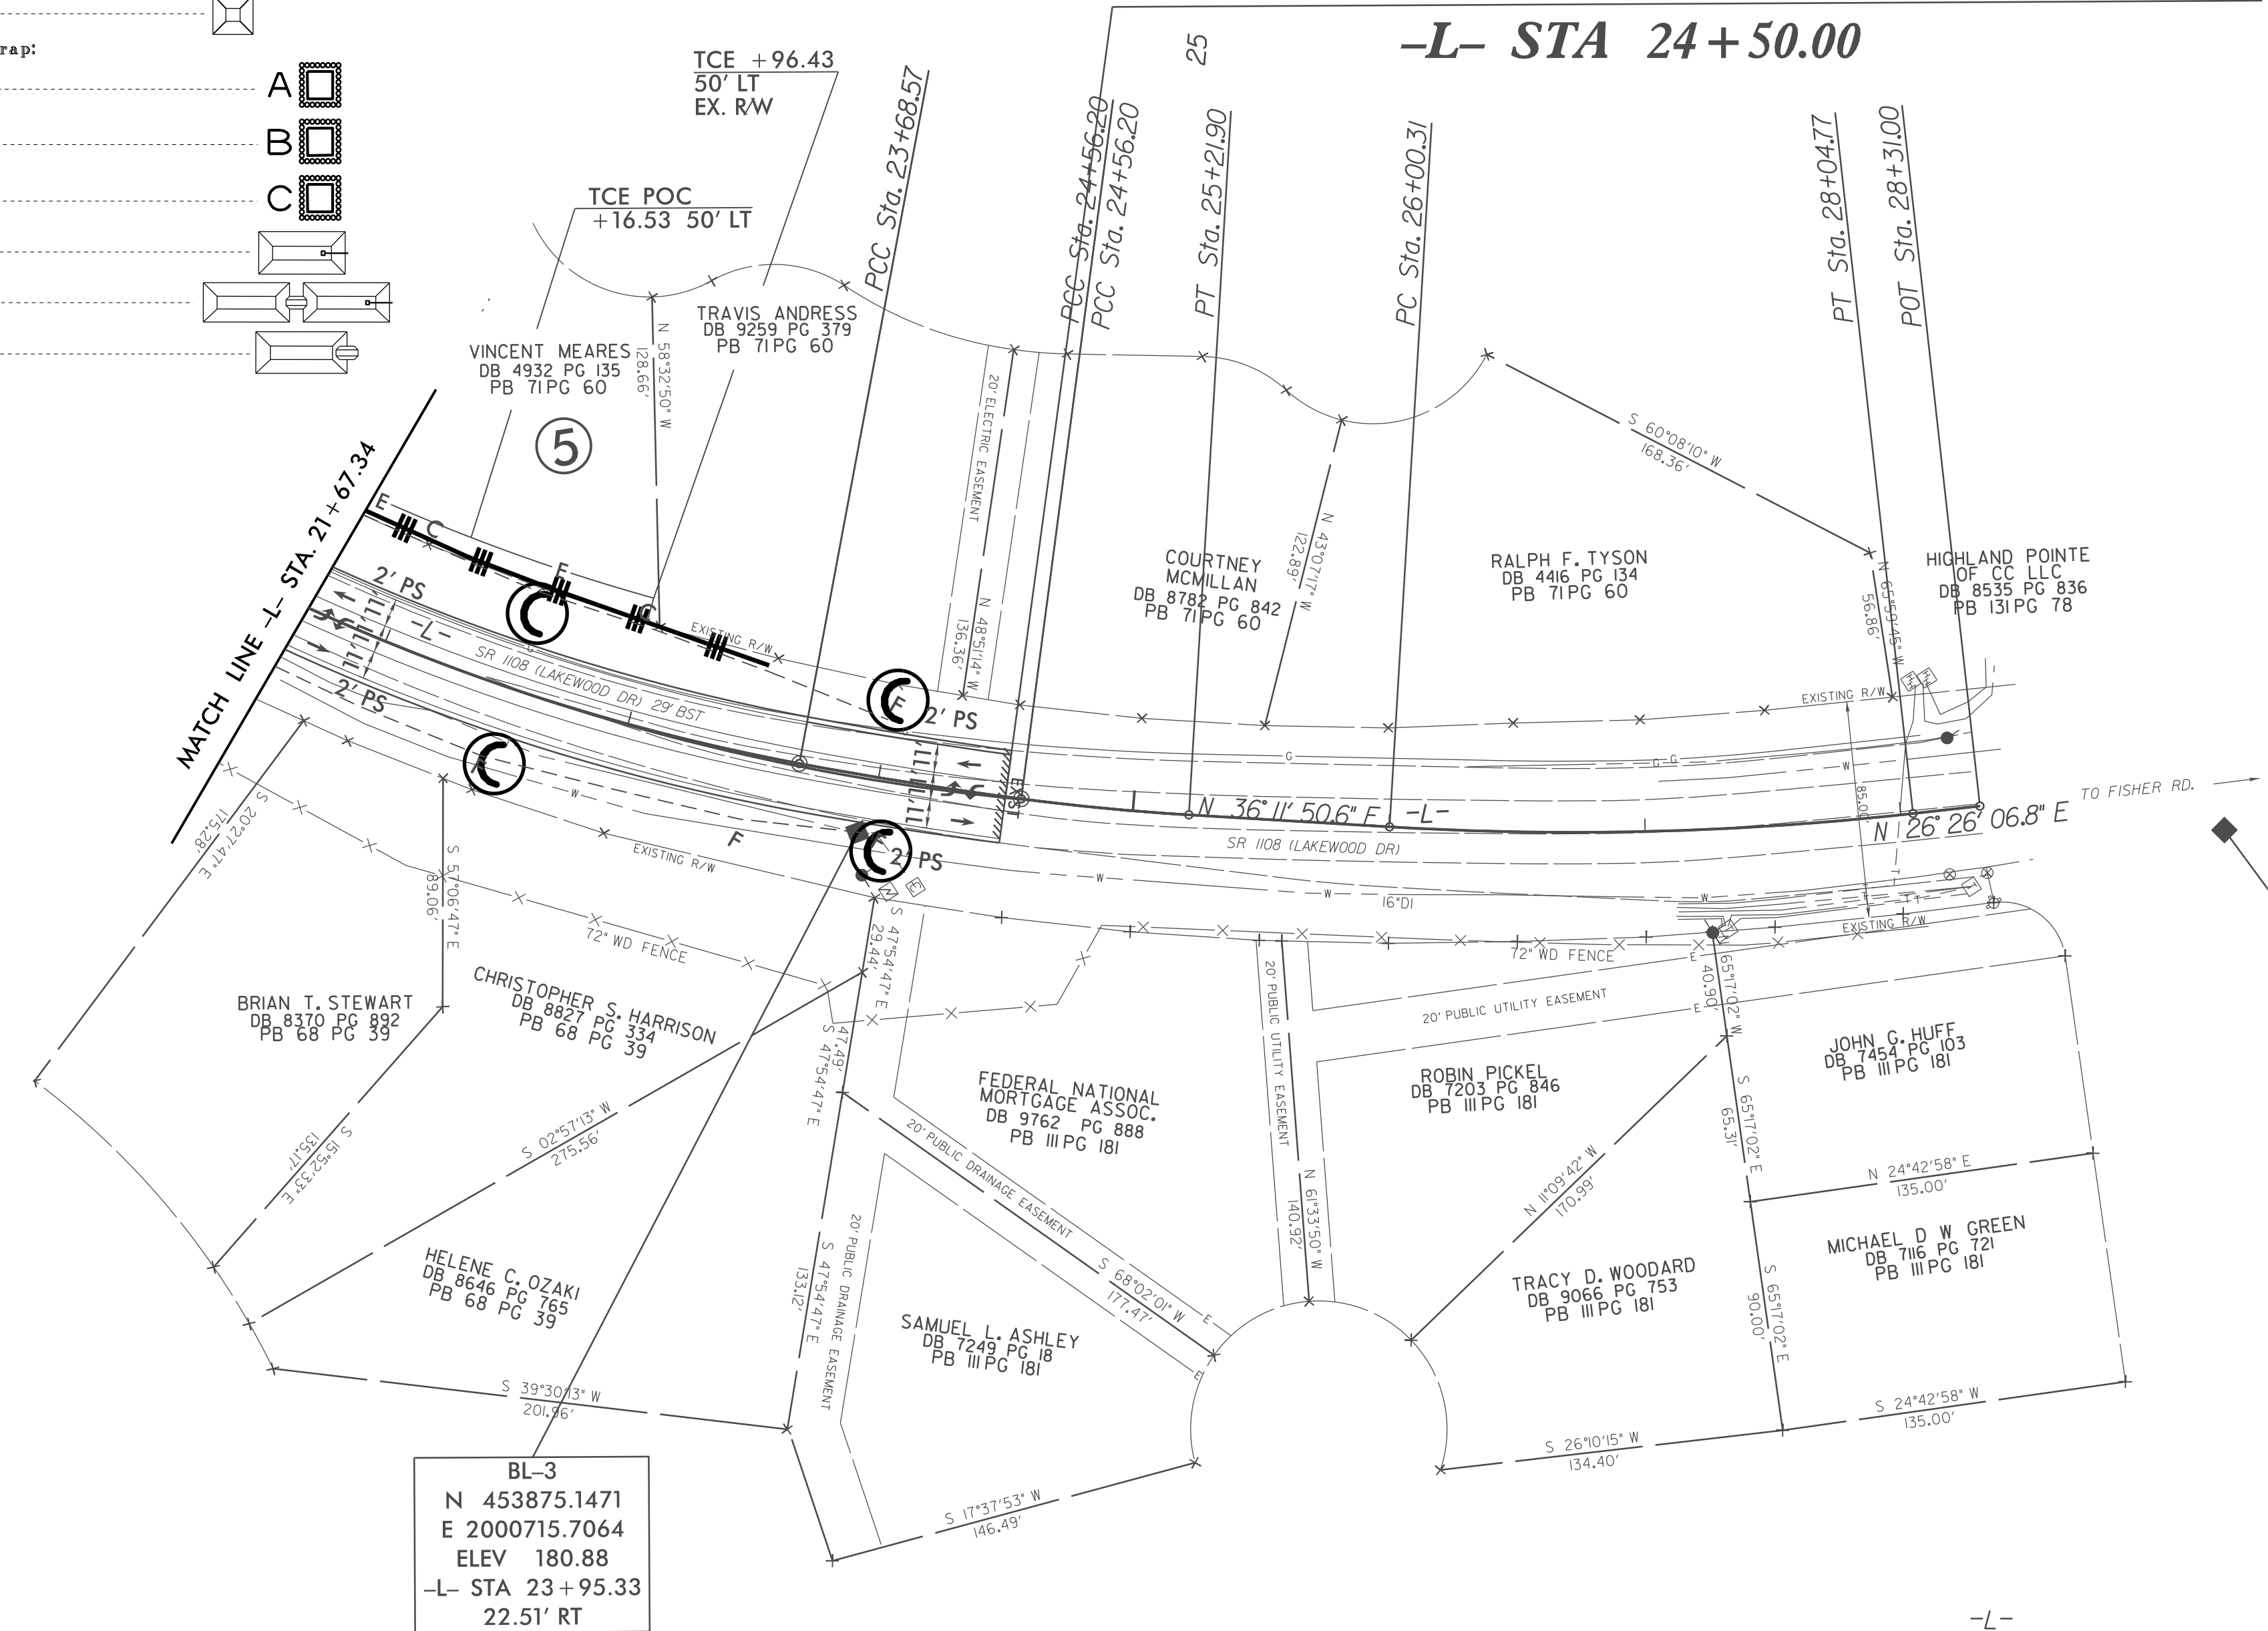 rap:
A
B
C
-L- STA 24+50.00
25
TCE +96.43
50' LT
EX. R/W
TCE POC
+16.53 50' LT
PCC Sta. 23+68.57
PCC Sta. 24+56.20
PCC Sta. 24+56.20
PT Sta. 25+21.90
PC Sta. 26+00.31
PT Sta. 28+04.77
POT Sta. 28+31.00
VINCENT MEARES
DB 4932 PG 135
PB 71 PG 60
5
N 58°32'50" W
128.66'
TRAVIS ANDRESS
DB 9259 PG 379
PB 71 PG 60
20' ELECTRIC EASEMENT
N 48°51'14" W
136.36'
COURTNEY
MCMILLAN
DB 8782 PG 842
PB 71 PG 60
N 43°07'17" W
122.89'
RALPH F. TYSON
DB 4416 PG 134
PB 71 PG 60
S 60°08'10" W
168.36'
N 65°59'45" W
56.86'
HIGHLAND POINTE
OF CC LLC
DB 8535 PG 836
PB 131 PG 78
MATCH LINE -L- STA. 21+67.34
E
C
F
C
EXISTING R/W
2' PS
11' 11' 11'
-L-
G
SR 1108 (LAKEWOOD DR) 29' BST
2' PS
F
2' PS
11' 11' 11'
EXIST
2' PS
F
W
EXISTING R/W
N 36° 11' 50.6" E
-L-
G
G-G
W
SR 1108 (LAKEWOOD DR)
EXISTING R/W
85.00'
N 26° 26' 06.8" E
TO FISHER RD.
W
W
16"DI
W
T
T T
EXISTING R/W
72" WD FENCE
72" WD FENCE
S 20°27'47" E
175.28'
S 57°06'47" E
89.06'
S 47°54'47" E
29.44'
BRIAN T. STEWART
DB 8370 PG 892
PB 68 PG 39
CHRISTOPHER S. HARRISON
DB 8827 PG 334
PB 68 PG 39
47.49'
S 47°54'47" E
S 15°52'33" E
135.17'
S 02°57'13" W
275.56'
HELENE C. OZAKI
DB 8646 PG 765
PB 68 PG 39
S 39°30'13" W
201.96'
S 47°54'47" E
133.12'
20' PUBLIC DRAINAGE EASEMENT
FEDERAL NATIONAL
MORTGAGE ASSOC.
DB 9762 PG 888
PB 111 PG 181
20' PUBLIC DRAINAGE EASEMENT
S 68°02'01" W
177.47'
E
E
SAMUEL L. ASHLEY
DB 7249 PG 18
PB 111 PG 181
S 17°37'53" W
146.49'
20' PUBLIC UTILITY EASEMENT
N 61°33'50" W
140.92'
20' PUBLIC UTILITY EASEMENT
E
E
N 65°17'02" W
40.90'
ROBIN PICKEL
DB 7203 PG 846
PB 111 PG 181
N 11°09'42" W
170.99'
JOHN G. HUFF
DB 7454 PG 103
PB 111 PG 181
S 65°17'02" E
65.31'
N 24°42'58" E
135.00'
TRACY D. WOODARD
DB 9066 PG 753
PB 111 PG 181
MICHAEL D W GREEN
DB 7116 PG 721
PB 111 PG 181
S 65°17'02" E
90.00'
S 26°10'15" W
134.40'
S 24°42'58" W
135.00'
BL-3
N 453875.1471
E 2000715.7064
ELEV 180.88
-L- STA 23+95.33
22.51' RT
-L-